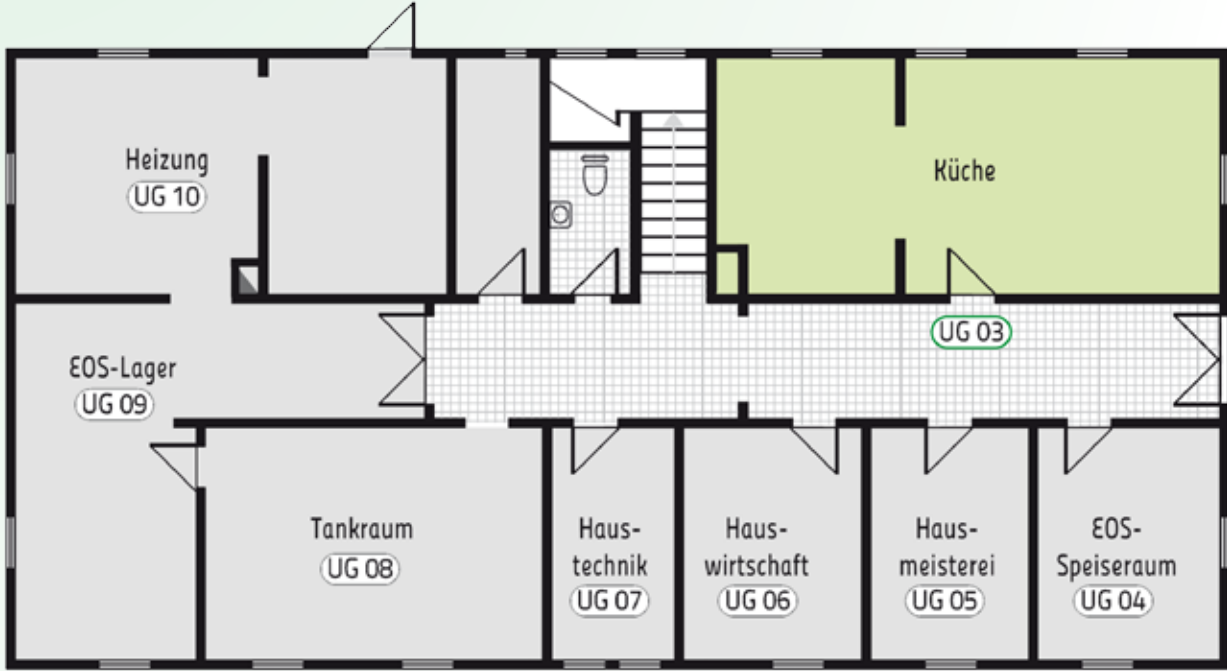 Heizung
UG 10
Küche
UG 03
EOS-Lager
UG 09
Tankraum
UG 08
Haus-
technik
UG 07
Haus-
wirtschaft
UG 06
Haus-
meisterei
UG 05
EOS-
Speiseraum
UG 04